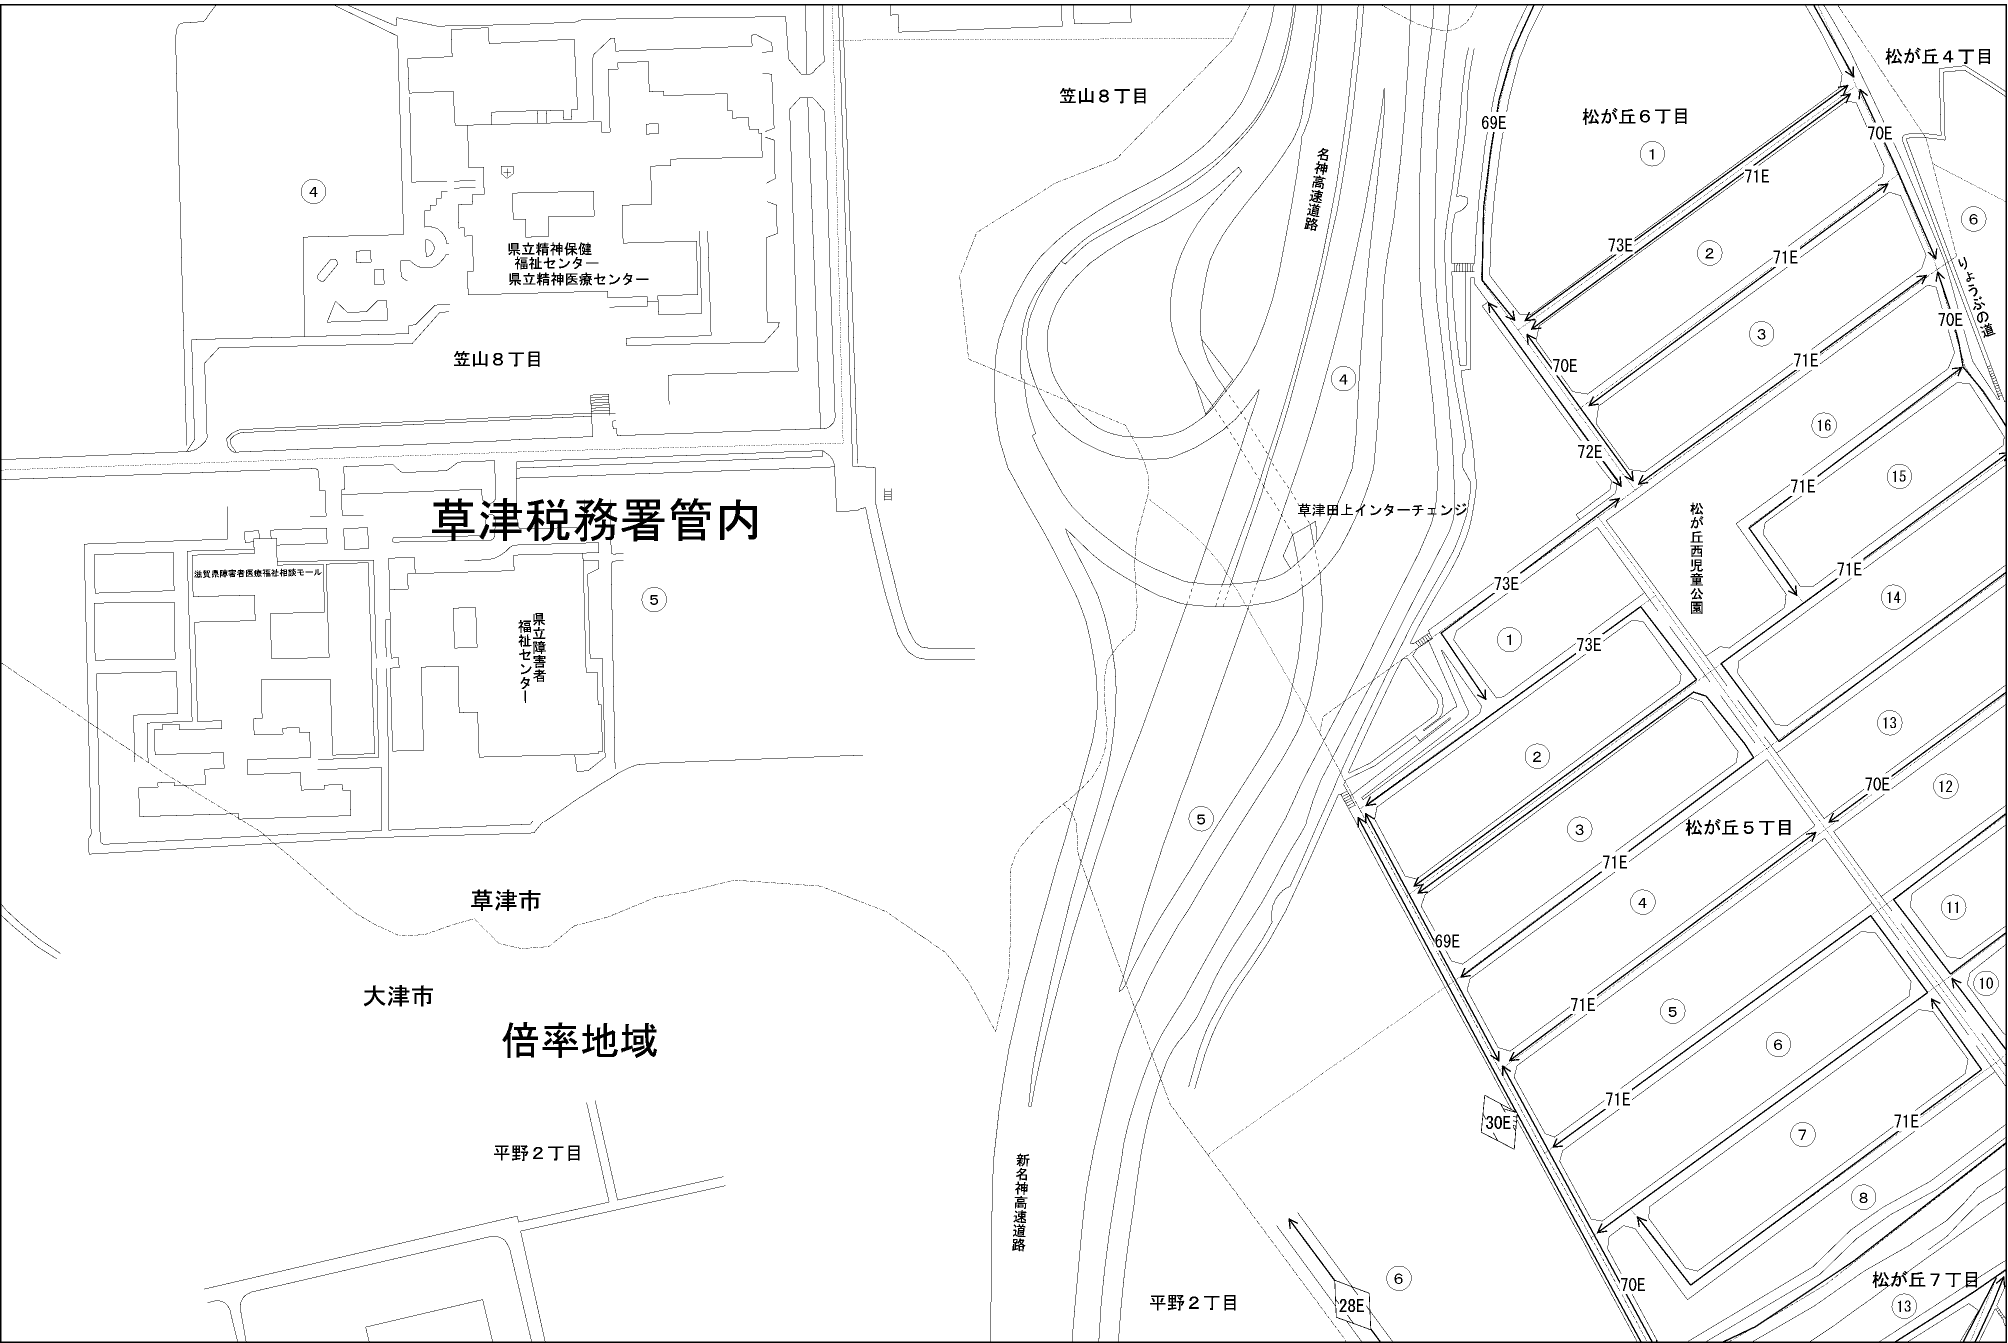 松が丘４丁目
笠山８丁目
松が丘６丁目
69E
70E
①
71E
名神高速道路
④
⑥
県立精神保健
福祉センター
県立精神医療センター
73E
②
71E
りょうぶの道
70E
③
笠山８丁目
71E
70E
④
⑯
72E
⑮
71E
草津税務署管内
草津田上インターチェンジ
松が丘西児童公園
滋賀県障害者医療福祉相談モール
71E
73E
⑤
⑭
県立障害者
福祉センター
①
73E
⑬
②
70E
⑫
⑤
③
松が丘５丁目
71E
草津市
④
⑪
69E
大津市
71E
⑩
倍率地域
⑤
⑥
71E
30E
71E
⑦
平野２丁目
新名神高速道路
⑧
⑥
松が丘７丁目
70E
平野２丁目
28E
⑬